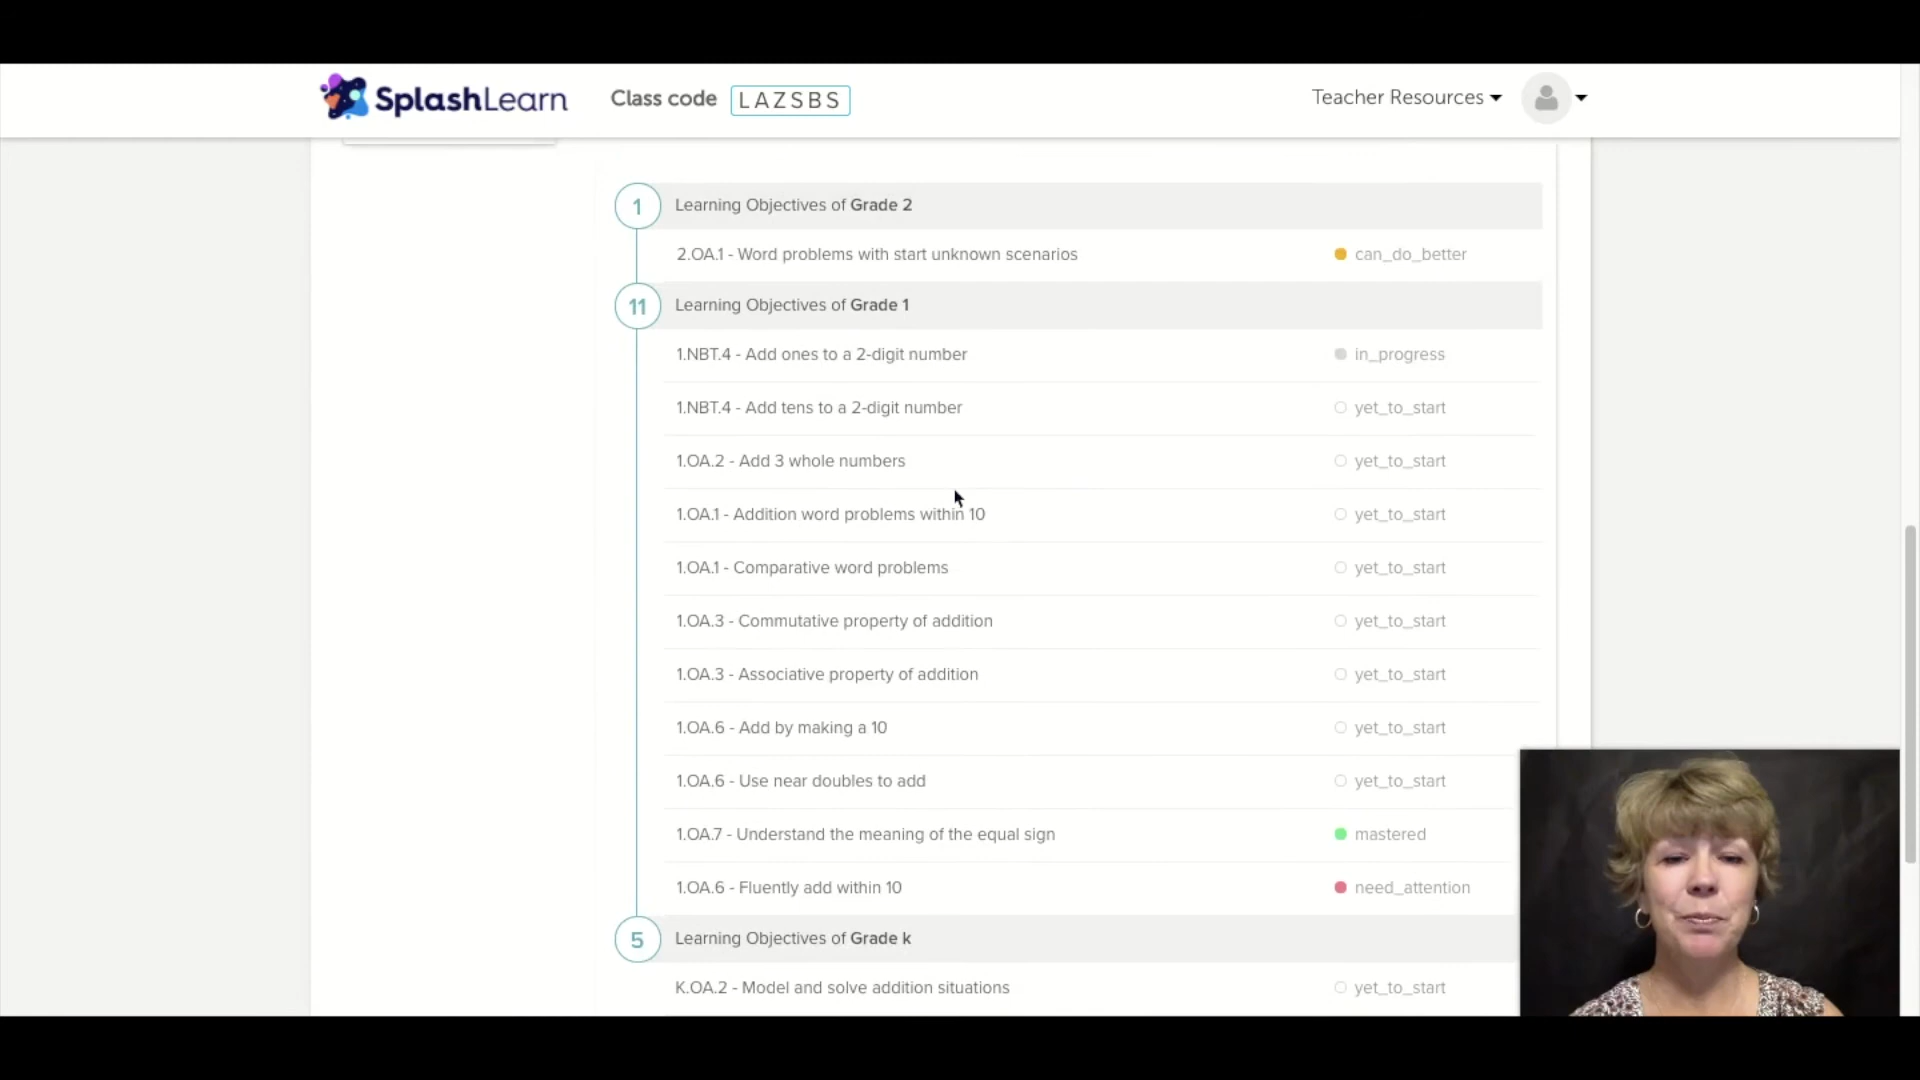 SplashLearn Class code LAZSBS Teacher Resources
1 Learning Objectives of Grade 2
2.OA.1 - Word problems with start unknown scenarios can_do_better
11 Learning Objectives of Grade 1
1.NBT.4 - Add ones to a 2-digit number in_progress
1.NBT.4 - Add tens to a 2-digit number yet_to_start
1.OA.2 - Add 3 whole numbers yet_to_start
1.OA.1 - Addition word problems within 10 yet_to_start
1.OA.1 - Comparative word problems yet_to_start
1.OA.3 - Commutative property of addition yet_to_start
1.OA.3 - Associative property of addition yet_to_start
1.OA.6 - Add by making a 10 yet_to_start
1.OA.6 - Use near doubles to add yet_to_start
1.OA.7 - Understand the meaning of the equal sign mastered
1.OA.6 - Fluently add within 10 need_attention
5 Learning Objectives of Grade k
K.OA.2 - Model and solve addition situations yet_to_start